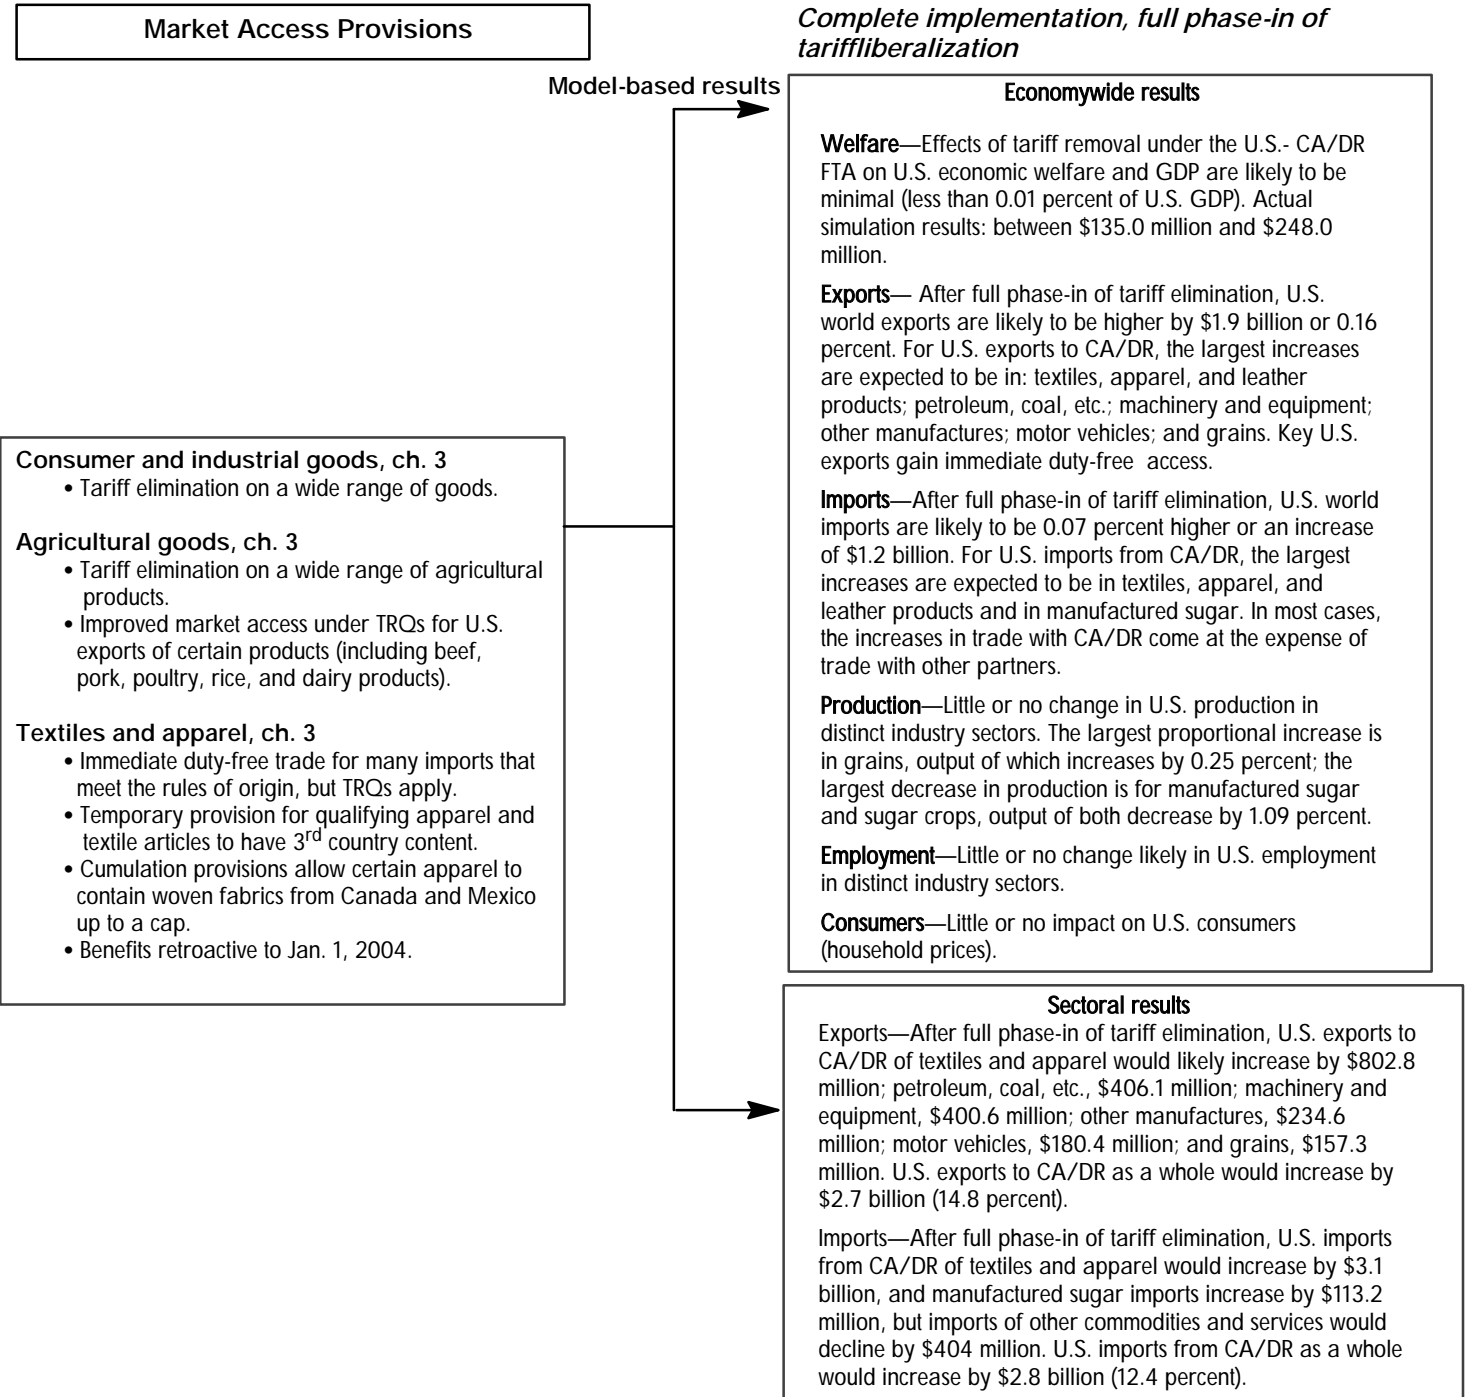 Market Access Provisions
Complete implementation, full phase-in of
tariffliberalization
Model-based results
Consumer and industrial goods, ch. 3
• Tariff elimination on a wide range of goods.
Agricultural goods, ch. 3
• Tariff elimination on a wide range of agricultural
products.
• Improved market access under TRQs for U.S.
exports of certain products (including beef,
pork, poultry, rice, and dairy products).
Textiles and apparel, ch. 3
• Immediate duty-free trade for many imports that
meet the rules of origin, but TRQs apply.
• Temporary provision for qualifying apparel and
textile articles to have 3rd country content.
• Cumulation provisions allow certain apparel to
contain woven fabrics from Canada and Mexico
up to a cap.
• Benefits retroactive to Jan. 1, 2004.
Economywide results
Welfare—Effects of tariff removal under the U.S.- CA/DR
FTA on U.S. economic welfare and GDP are likely to be
minimal (less than 0.01 percent of U.S. GDP). Actual
simulation results: between $135.0 million and $248.0
million.
Exports— After full phase-in of tariff elimination, U.S.
world exports are likely to be higher by $1.9 billion or 0.16
percent. For U.S. exports to CA/DR, the largest increases
are expected to be in: textiles, apparel, and leather
products; petroleum, coal, etc.; machinery and equipment;
other manufactures; motor vehicles; and grains. Key U.S.
exports gain immediate duty-free access.
Imports—After full phase-in of tariff elimination, U.S. world
imports are likely to be 0.07 percent higher or an increase
of $1.2 billion. For U.S. imports from CA/DR, the largest
increases are expected to be in textiles, apparel, and
leather products and in manufactured sugar. In most cases,
the increases in trade with CA/DR come at the expense of
trade with other partners.
Production—Little or no change in U.S. production in
distinct industry sectors. The largest proportional increase is
in grains, output of which increases by 0.25 percent; the
largest decrease in production is for manufactured sugar
and sugar crops, output of both decrease by 1.09 percent.
Employment—Little or no change likely in U.S. employment
in distinct industry sectors.
Consumers—Little or no impact on U.S. consumers
(household prices).
Sectoral results
Exports—After full phase-in of tariff elimination, U.S. exports to
CA/DR of textiles and apparel would likely increase by $802.8
million; petroleum, coal, etc., $406.1 million; machinery and
equipment, $400.6 million; other manufactures, $234.6
million; motor vehicles, $180.4 million; and grains, $157.3
million. U.S. exports to CA/DR as a whole would increase by
$2.7 billion (14.8 percent).
Imports—After full phase-in of tariff elimination, U.S. imports
from CA/DR of textiles and apparel would increase by $3.1
billion, and manufactured sugar imports increase by $113.2
million, but imports of other commodities and services would
decline by $404 million. U.S. imports from CA/DR as a whole
would increase by $2.8 billion (12.4 percent).